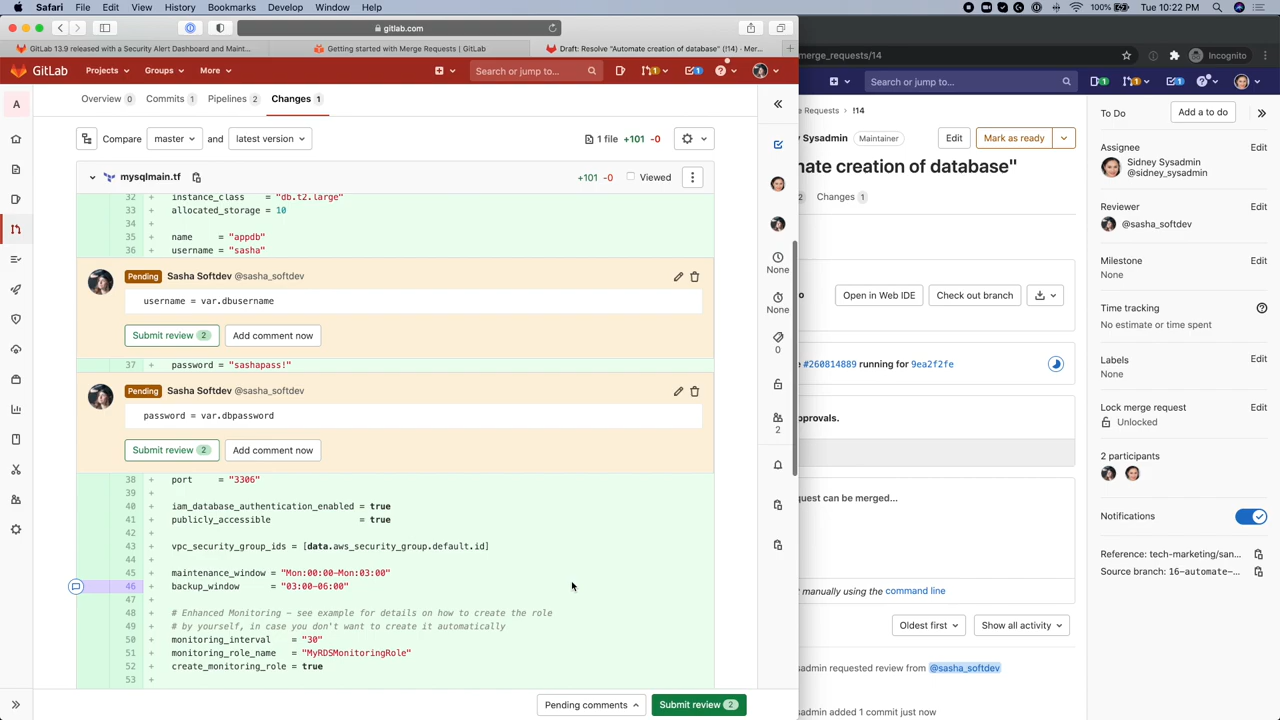 Safari File Edit View History Bookmarks Develop Window Help
gitlab.com
GitLab 13.9 released with a Security Alert Dashboard and Maint...
Getting started with Merge Requests | GitLab
Draft: Resolve "Automate creation of database" (!14) · Mer...
merge_requests/14
Incognito
GitLab Projects Groups More Search or jump to... 1 1
Search or jump to... 1 1 1
Overview 0 Commits 1 Pipelines 2 Changes 1
e Requests › !14
A
Compare master and latest version 1 file +101 -0
mysqlmain.tf +101 -0 Viewed
32 + instance_class = "db.t2.large"
33 + allocated_storage = 10
34 +
35 + name = "appdb"
36 + username = "sasha"
Pending Sasha Softdev @sasha_softdev
username = var.dbusername
Submit review 2 Add comment now
37 + password = "sashapass!"
Pending Sasha Softdev @sasha_softdev
password = var.dbpassword
Submit review 2 Add comment now
38 + port = "3306"
39 +
40 + iam_database_authentication_enabled = true
41 + publicly_accessible = true
42 +
43 + vpc_security_group_ids = [data.aws_security_group.default.id]
44 +
45 + maintenance_window = "Mon:00:00-Mon:03:00"
46 + backup_window = "03:00-06:00"
47 +
48 + # Enhanced Monitoring – see example for details on how to create the role
49 + # by yourself, in case you don't want to create it automatically
50 + monitoring_interval = "30"
51 + monitoring_role_name = "MyRDSMonitoringRole"
52 + create_monitoring_role = true
53 +
Pending comments Submit review 2
None
None
0
2
y Sysadmin Maintainer Edit Mark as ready
nate creation of database"
2 Changes 1
o Open in Web IDE Check out branch
e #260814889 running for 9ea2f2fe
pprovals.
quest can be merged...
manually using the command line
Oldest first Show all activity
sadmin requested review from @sasha_softdev
sadmin added 1 commit just now
To Do Add a to do
Assignee Edit
Sidney Sysadmin
@sidney_sysadmin
Reviewer Edit
@sasha_softdev
Milestone Edit
None
Time tracking
No estimate or time spent
Labels Edit
None
Lock merge request Edit
Unlocked
2 participants
Notifications
Reference: tech-marketing/san...
Source branch: 16-automate-...